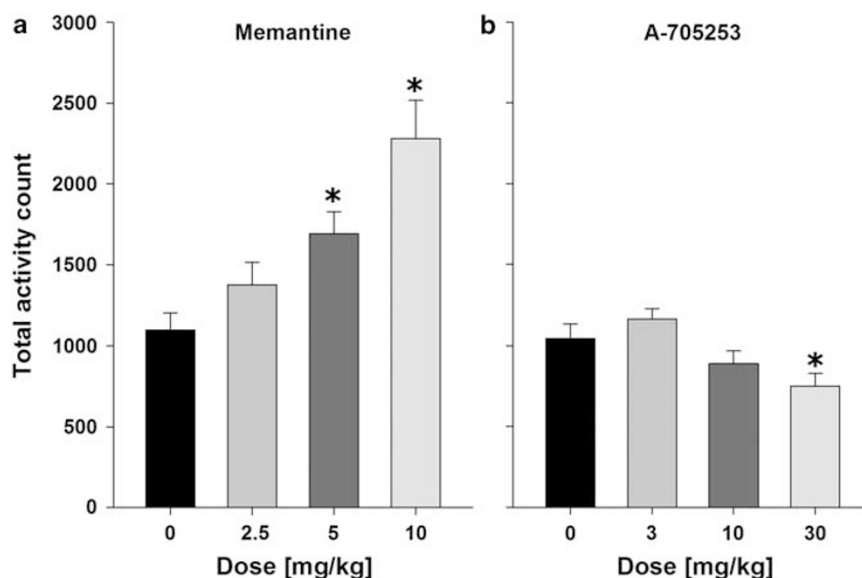 a Memantine
b A-705253
Total activity count
3000
2500
2000
1500
1000
500
0
*
*
*
0 2.5 5 10
0 3 10 30
Dose [mg/kg]
Dose [mg/kg]